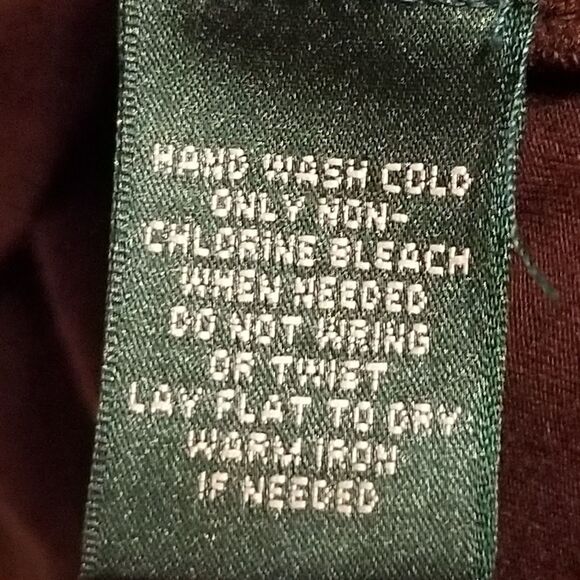 HAND WASH COLD
ONLY NON-
CHLORINE BLEACH
WHEN NEEDED
DO NOT WRING
OR TWIST
LAY FLAT TO DRY.
WARM IRON
IF NEEDED